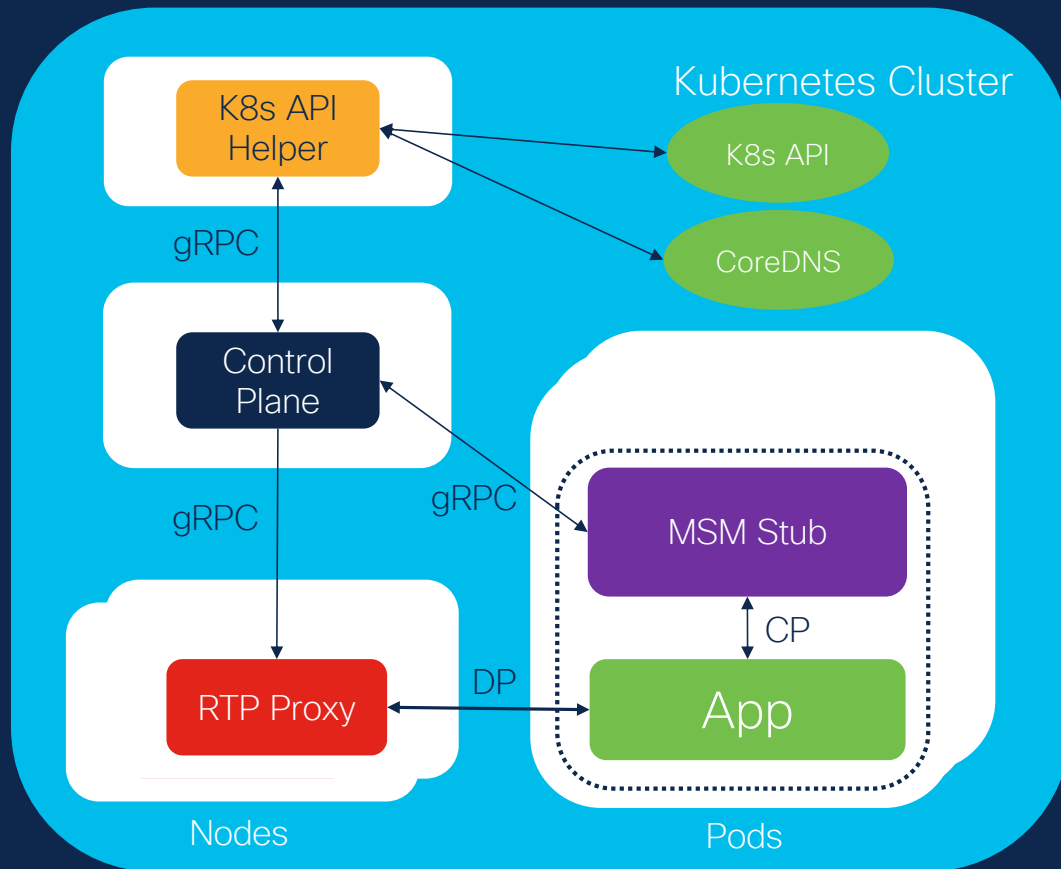 Kubernetes Cluster
K8s API
Helper
K8s API
gRPC
CoreDNS
Control
Plane
gRPC
gRPC
MSM Stub
CP
RTP Proxy
DP
App
Nodes
Pods